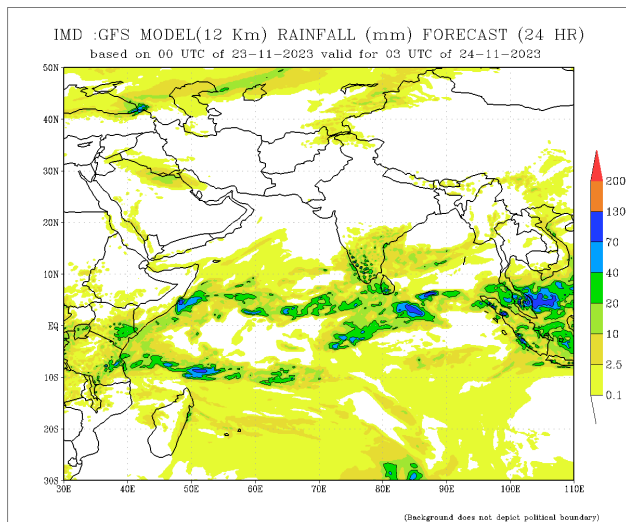 IMD :GFS MODEL(12 Km) RAINFALL (mm) FORECAST (24 HR)
based on 00 UTC of 23-11-2023 valid for 03 UTC of 24-11-2023
50N
40N
30N
20N
10N
EQ
10S
20S
30S
30E 40E 50E 60E 70E 80E 90E 100E 110E
200
130
70
40
20
10
2.5
0.1
(Background does not depict political boundary)